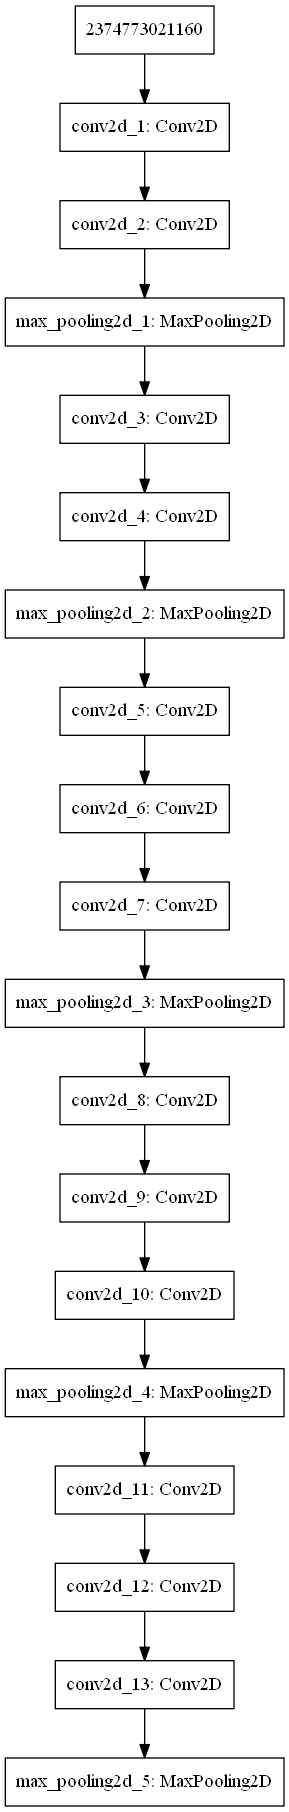 2374773021160
conv2d_1: Conv2D
conv2d_2: Conv2D
max_pooling2d_1: MaxPooling2D
conv2d_3: Conv2D
conv2d_4: Conv2D
max_pooling2d_2: MaxPooling2D
conv2d_5: Conv2D
conv2d_6: Conv2D
conv2d_7: Conv2D
max_pooling2d_3: MaxPooling2D
conv2d_8: Conv2D
conv2d_9: Conv2D
conv2d_10: Conv2D
max_pooling2d_4: MaxPooling2D
conv2d_11: Conv2D
conv2d_12: Conv2D
conv2d_13: Conv2D
max_pooling2d_5: MaxPooling2D